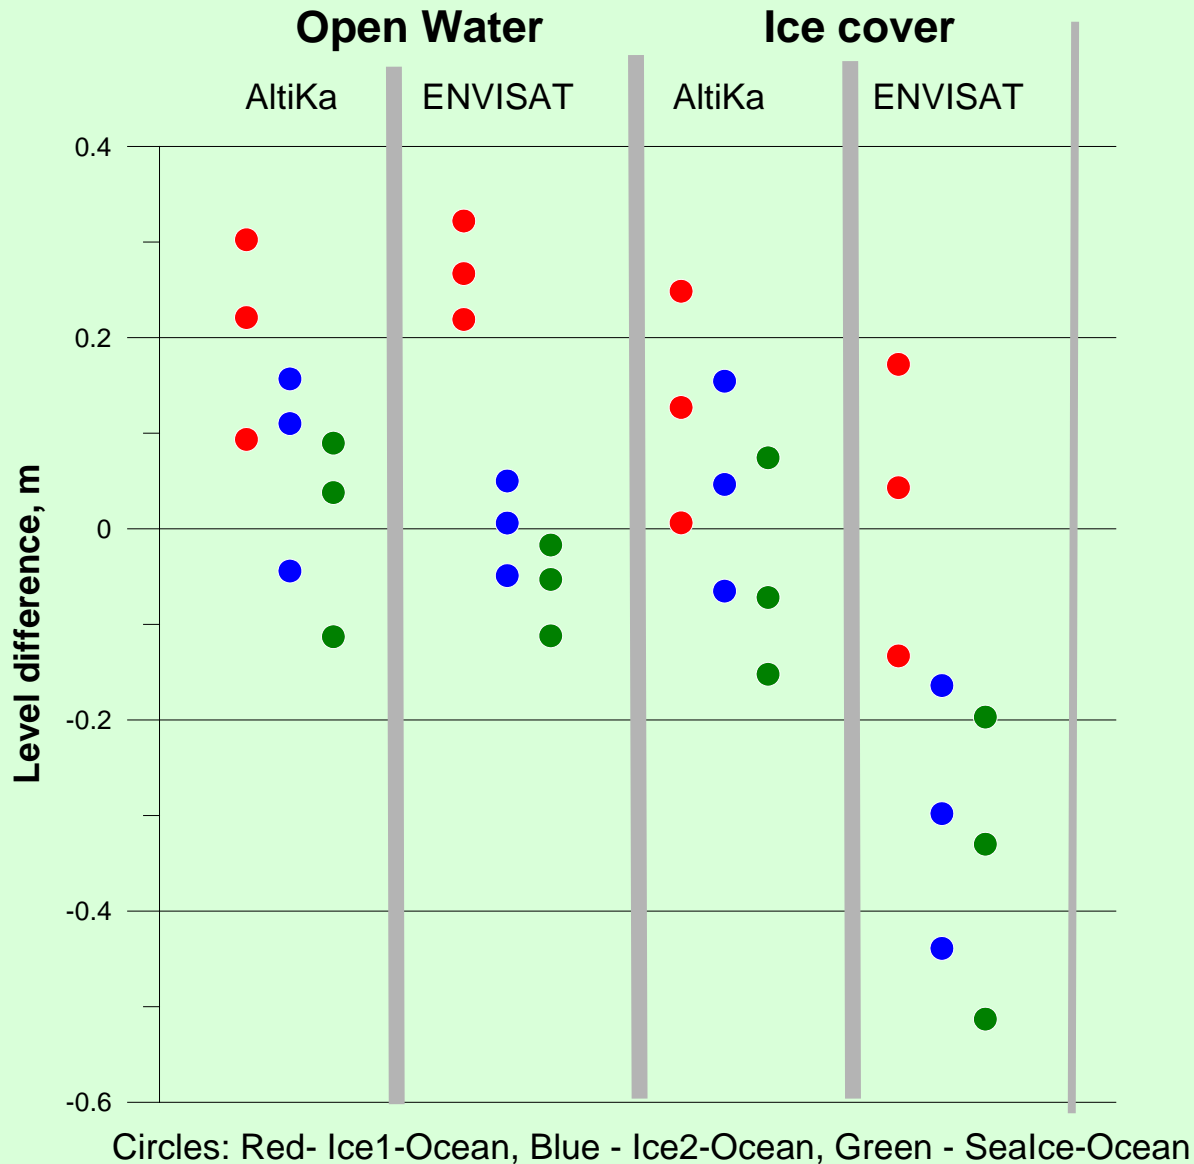 Open Water Ice cover
AltiKa ENVISAT AltiKa ENVISAT
0.4
0.2
0
-0.2
-0.4
-0.6
Level difference, m
Circles: Red- Ice1-Ocean, Blue - Ice2-Ocean, Green - SeaIce-Ocean